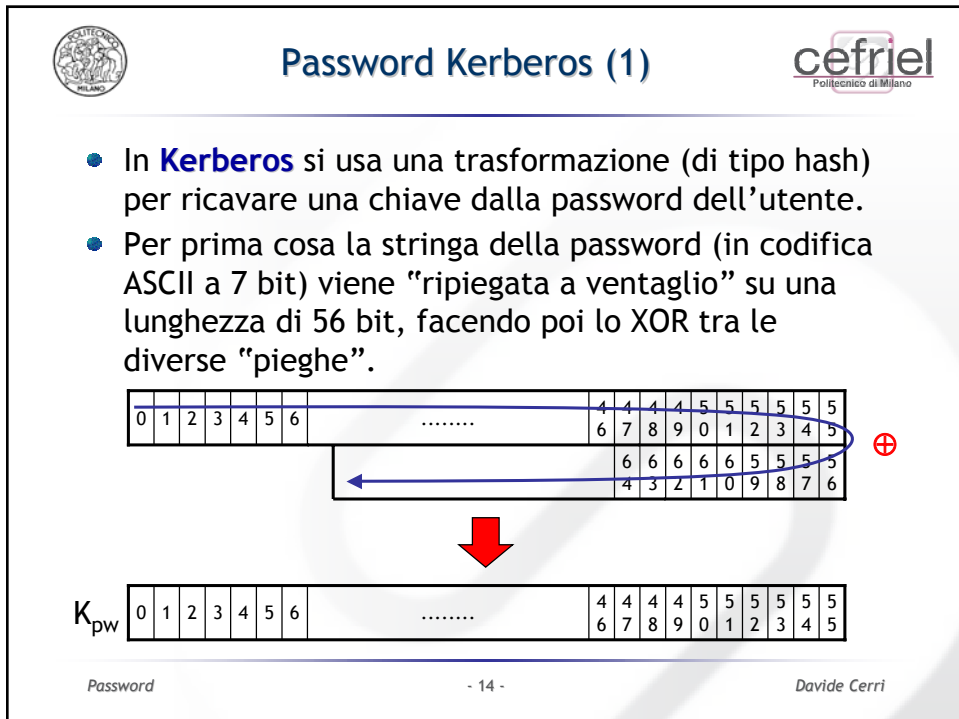 POLITECNICO
MILANO
Password Kerberos (1)
cefriel
Politecnico di Milano
In Kerberos si usa una trasformazione (di tipo hash)
per ricavare una chiave dalla password dell’utente.
Per prima cosa la stringa della password (in codifica
ASCII a 7 bit) viene “ripiegata a ventaglio” su una
lunghezza di 56 bit, facendo poi lo XOR tra le
diverse “pieghe”.
0 1 2 3 4 5 6 ........ 46 47 48 49 50 51 52 53 54 55
⊕
64 63 62 61 60 59 58 57 56
Kpw 0 1 2 3 4 5 6 ........ 46 47 48 49 50 51 52 53 54 55
Password - 14 - Davide Cerri